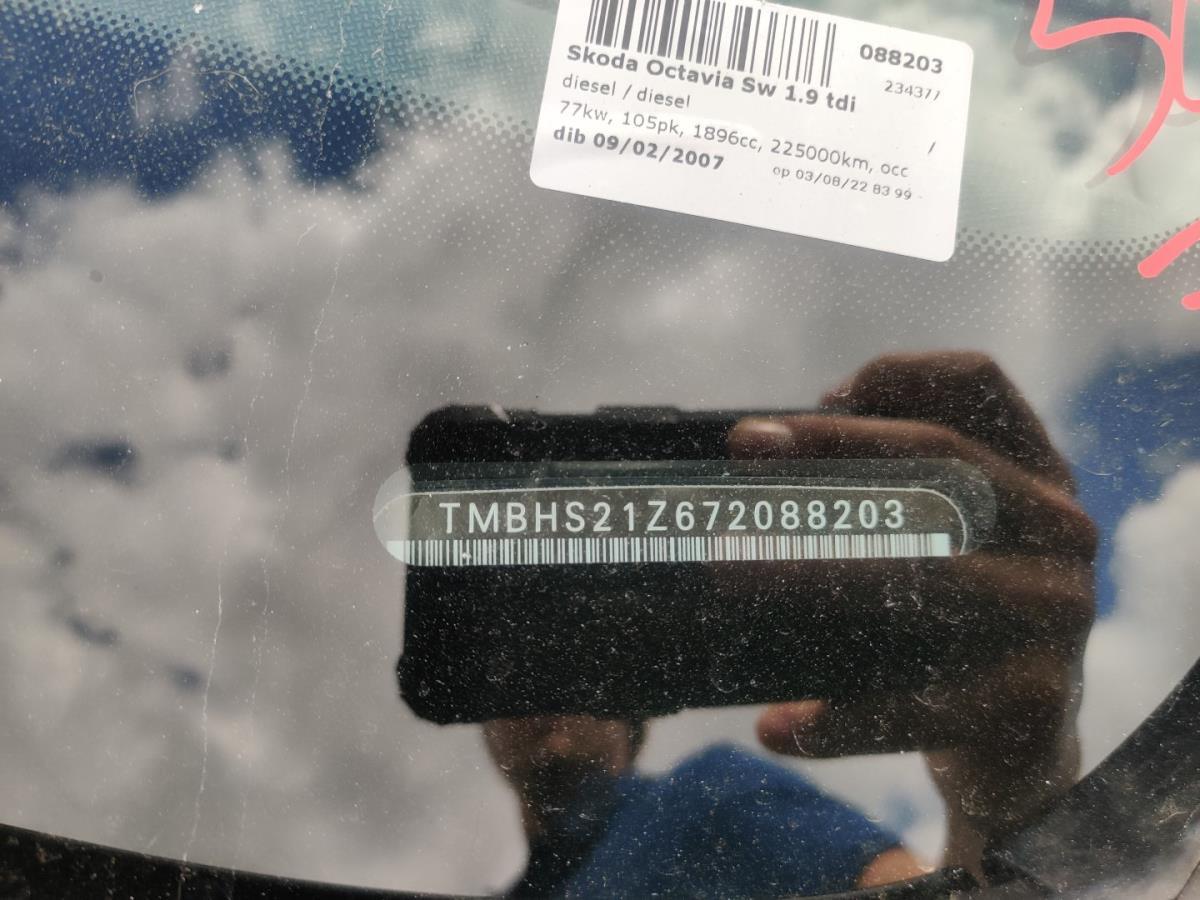 088203
Skoda Octavia Sw 1.9 tdi
234377
diesel / diesel
77kw, 105pk, 1896cc, 225000km, occ
/
dib 09/02/2007
op 03/08/22 83 99 -
TMBHS21Z672088203